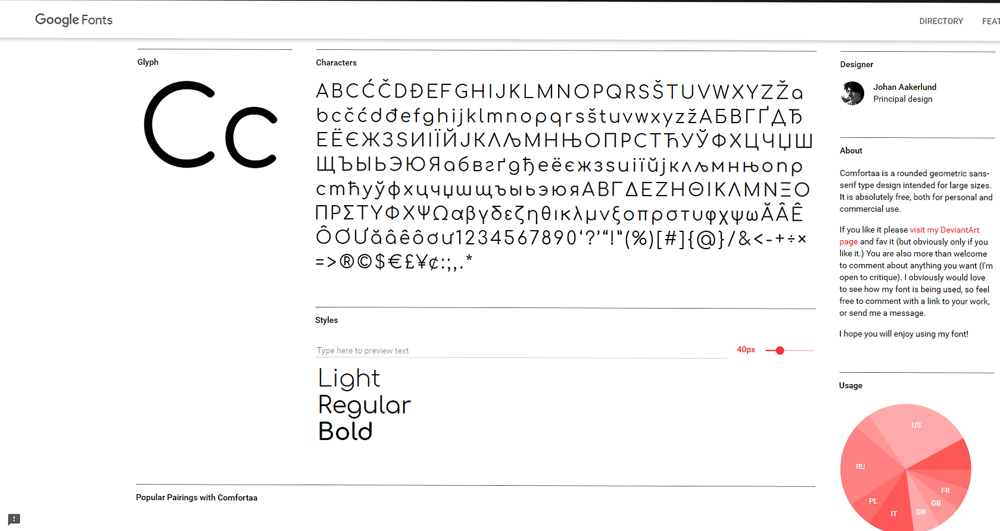 Google Fonts
DIRECTORY
FEAT
Glyph
Cc
Characters
ABCĆČDĐEFGHIJKLMNOPQRSŠTUVWXYZŽa
bcčćdđefghijklmnopqrsštuvwxyzžАБВГҐДЂ
ЕЁЄЖЗЅИІЇЙЈКЛЉМНЊОПРСТЋУЎФХЦЧЏШ
ЩЪЫЬЭЮЯабвгґдђеёєжзѕиіїйјклљмнњопр
стћуўфхцчџшщъыьэюяΑΒΓΔΕΖΗΘΙΚΛΜΝΞΟ
ΠΡΣΤΥΦΧΨΩαβγδεζηθικλμνξοπρστυφχψωĂÂÊ
ÔƠƯăâêôơư1234567890‘?’“!”(%)[#]{@}/&<-+÷×
=>®©$€£¥¢:;,.*
Styles
Type here to preview text
40px
Light
Regular
Bold
Popular Pairings with Comfortaa
Designer
Johan Aakerlund
Principal design
About
Comfortaa is a rounded geometric sans-
serif type design intended for large sizes.
It is absolutely free, both for personal and
commercial use.
If you like it please visit my DeviantArt
page and fav it (but obviously only if you
like it.) You are also more than welcome
to comment about anything you want (I'm
open to critique). I obviously would love
to see how my font is being used, so feel
free to comment with a link to your work,
or send me a message.
I hope you will enjoy using my font!
Usage
US
RU
FR
PL
GB
IT
GR